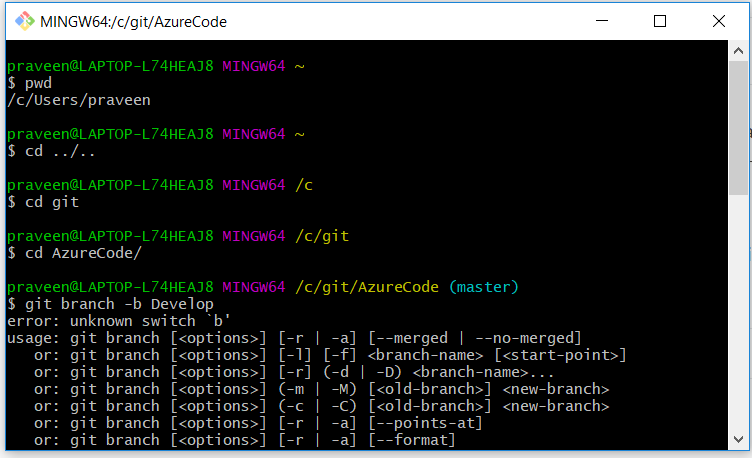 MINGW64:/c/git/AzureCode
praveen@LAPTOP-L74HEAJ8 MINGW64 ~
$ pwd
/c/Users/praveen
praveen@LAPTOP-L74HEAJ8 MINGW64 ~
$ cd ../..
praveen@LAPTOP-L74HEAJ8 MINGW64 /c
$ cd git
praveen@LAPTOP-L74HEAJ8 MINGW64 /c/git
$ cd AzureCode/
praveen@LAPTOP-L74HEAJ8 MINGW64 /c/git/AzureCode (master)
$ git branch -b Develop
error: unknown switch `b'
usage: git branch [<options>] [-r | -a] [--merged | --no-merged]
   or: git branch [<options>] [-l] [-f] <branch-name> [<start-point>]
   or: git branch [<options>] [-r] (-d | -D) <branch-name>...
   or: git branch [<options>] (-m | -M) [<old-branch>] <new-branch>
   or: git branch [<options>] (-c | -C) [<old-branch>] <new-branch>
   or: git branch [<options>] [-r | -a] [--points-at]
   or: git branch [<options>] [-r | -a] [--format]